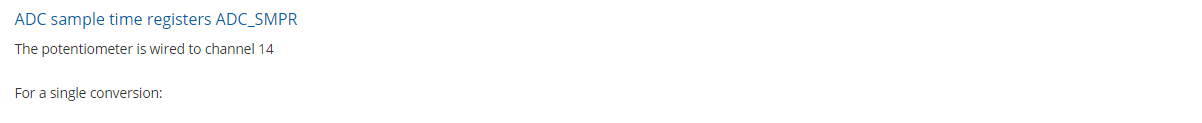 ADC sample time registers ADC_SMPR
The potentiometer is wired to channel 14
For a single conversion: